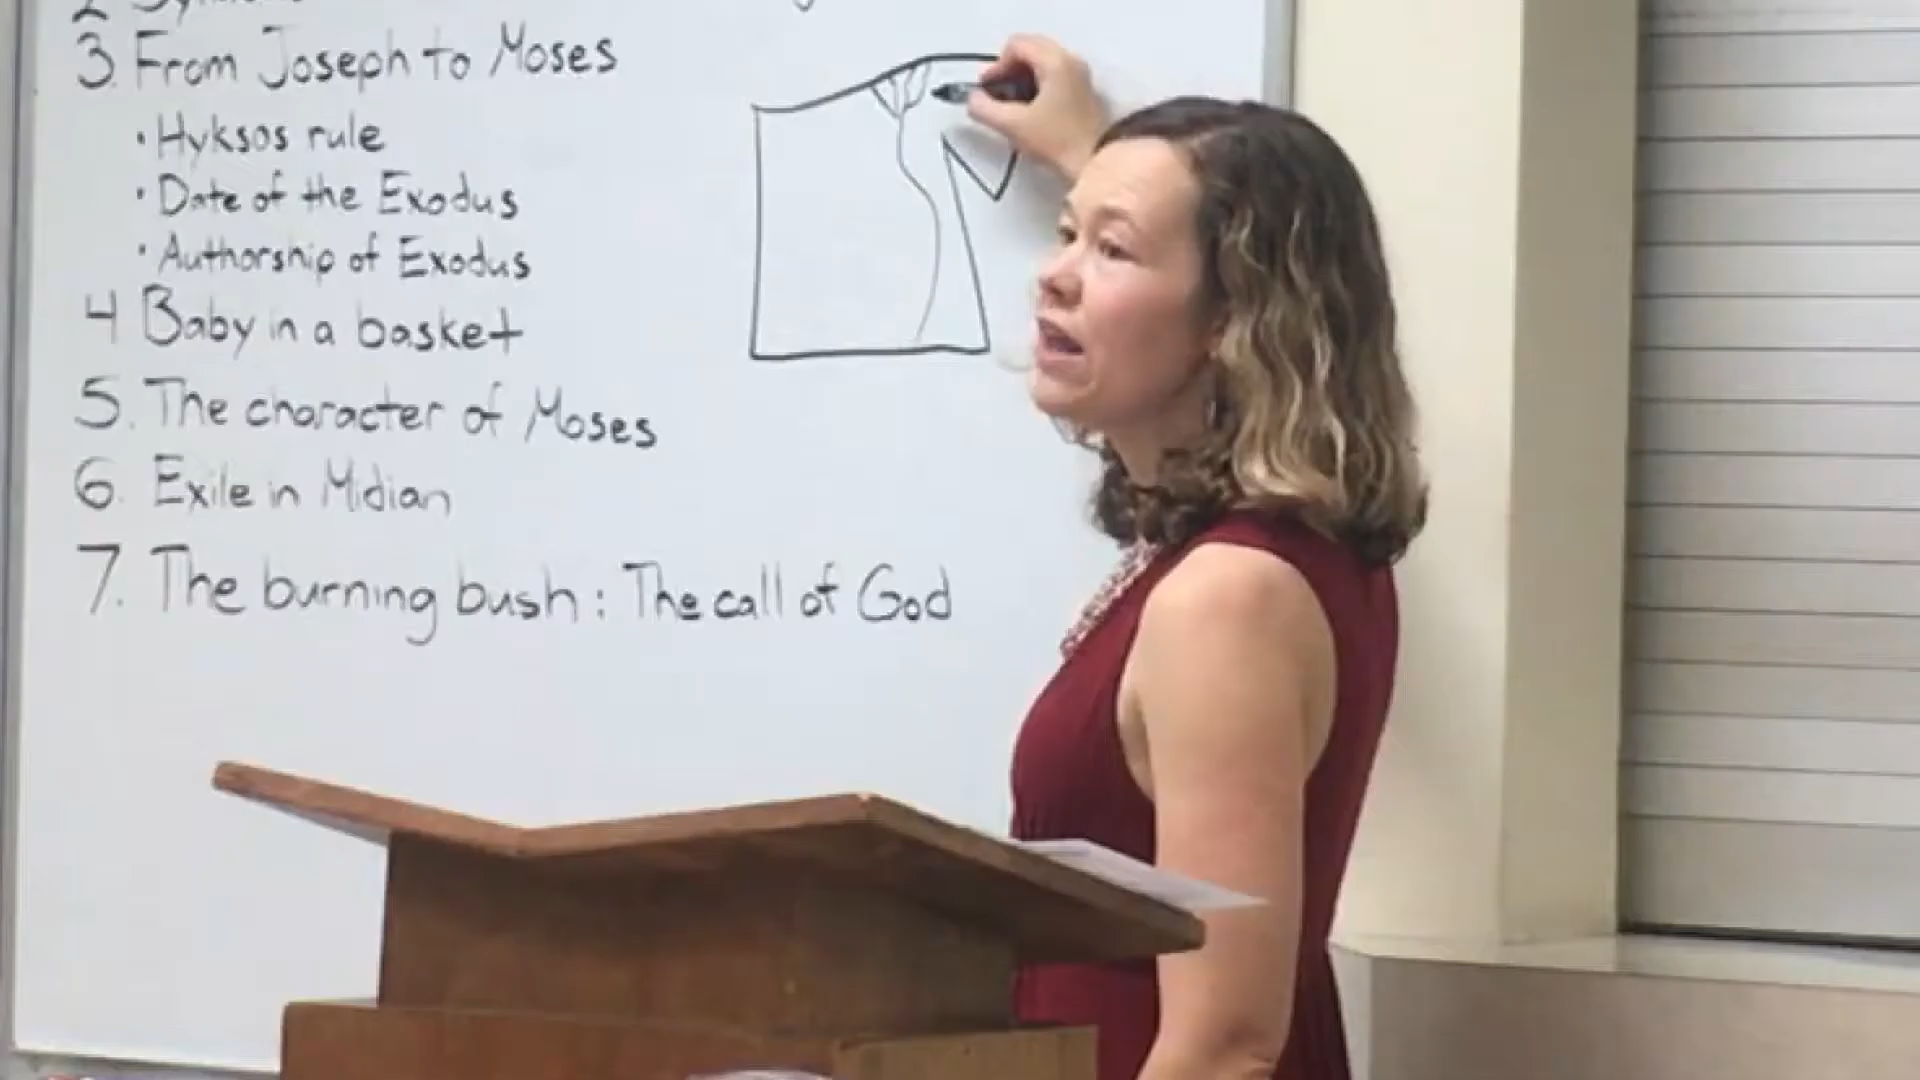 3. From Joseph to Moses
• Hyksos rule
• Date of the Exodus
• Authorship of Exodus
4 Baby in a basket
5. The character of Moses
6. Exile in Midian
7. The burning bush: The call of God